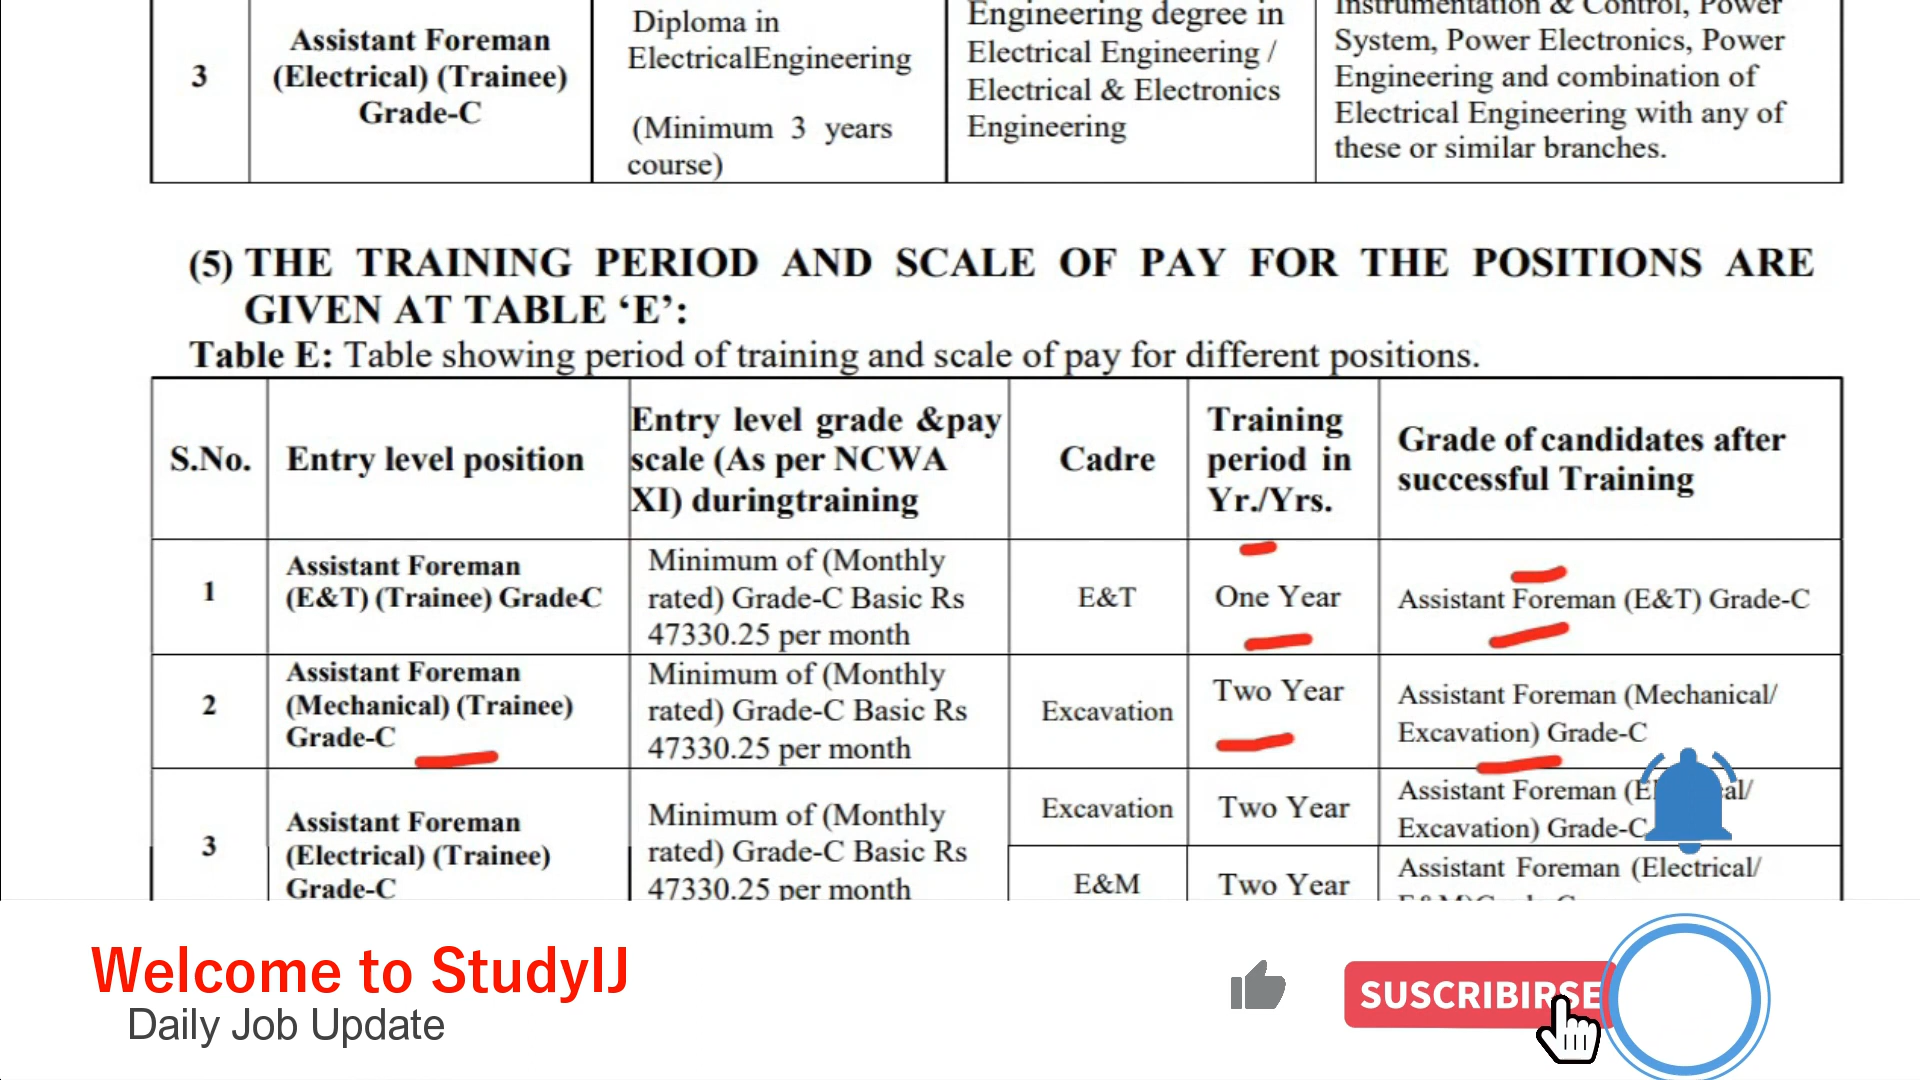 3
Assistant Foreman
(Electrical) (Trainee)
Grade-C
Diploma in
ElectricalEngineering
(Minimum 3 years
course)
Engineering degree in
Electrical Engineering /
Electrical & Electronics
Engineering
Instrumentation & Control, Power
System, Power Electronics, Power
Engineering and combination of
Electrical Engineering with any of
these or similar branches.
(5) THE TRAINING PERIOD AND SCALE OF PAY FOR THE POSITIONS ARE
GIVEN AT TABLE ‘E’:
Table E: Table showing period of training and scale of pay for different positions.
S.No.
Entry level position
Entry level grade &pay
scale (As per NCWA
XI) duringtraining
Cadre
Training
period in
Yr./Yrs.
Grade of candidates after
successful Training
1
Assistant Foreman
(E&T) (Trainee) Grade-C
Minimum of (Monthly
rated) Grade-C Basic Rs
47330.25 per month
E&T
One Year
Assistant Foreman (E&T) Grade-C
2
Assistant Foreman
(Mechanical) (Trainee)
Grade-C
Minimum of (Monthly
rated) Grade-C Basic Rs
47330.25 per month
Excavation
Two Year
Assistant Foreman (Mechanical/
Excavation) Grade-C
3
Assistant Foreman
(Electrical) (Trainee)
Grade-C
Minimum of (Monthly
rated) Grade-C Basic Rs
47330.25 per month
Excavation
Two Year
Assistant Foreman
Excavation) Grade-C
E&M
Two Year
Assistant Foreman (Electrical/
Welcome to StudyIJ
Daily Job Update
SUSCRIBIRSE